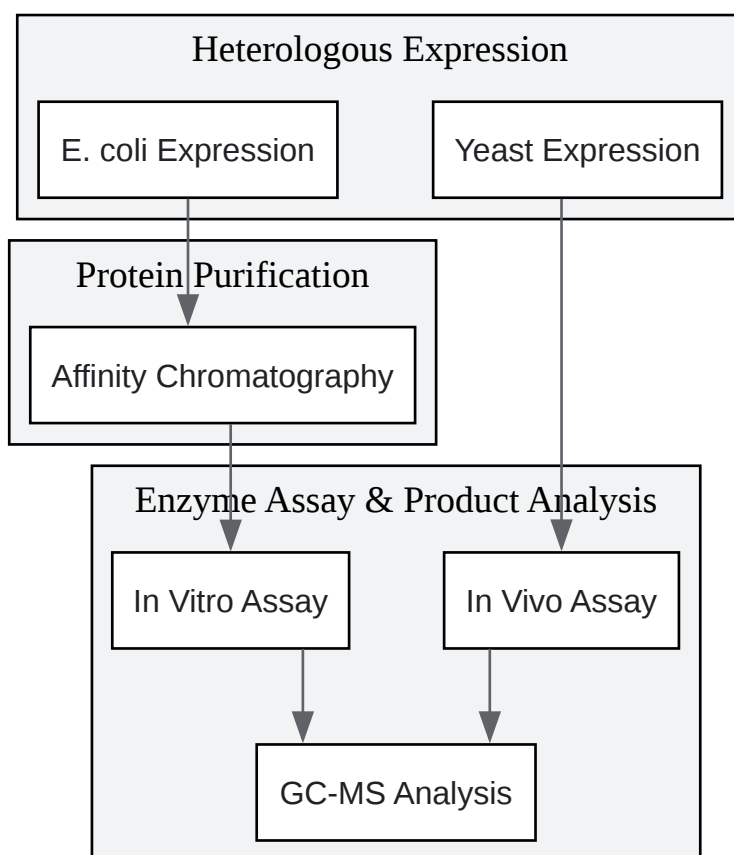 Heterologous Expression
E. coli Expression
Yeast Expression
Protein Purification
Affinity Chromatography
Enzyme Assay & Product Analysis
In Vitro Assay
In Vivo Assay
GC-MS Analysis